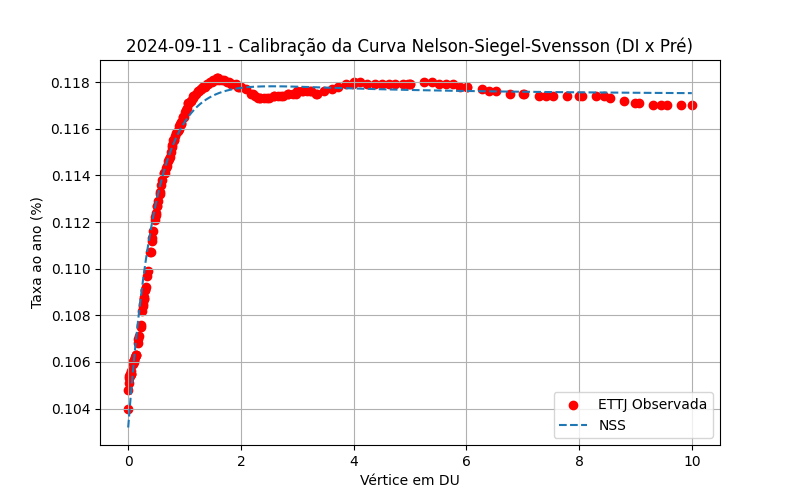 2024-09-11 - Calibração da Curva Nelson-Siegel-Svensson (DI x Pré)
Taxa ao ano (%)
0.118
0.116
0.114
0.112
0.110
0.108
0.106
0.104
0 2 4 6 8 10
Vértice em DU
ETTJ Observada
NSS